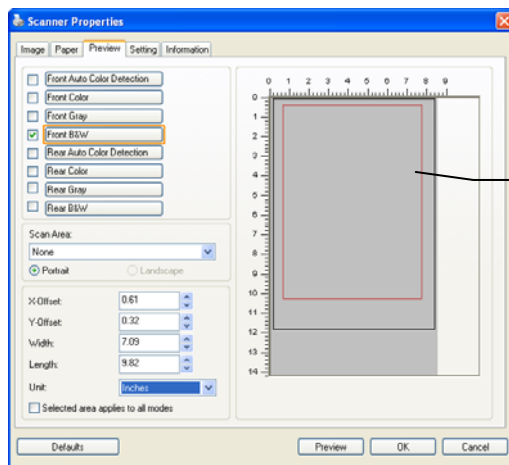 Scanner Properties
Image Paper Preview Setting Information
Front Auto Color Detection
Front Color
Front Gray
Front B&W
Rear Auto Color Detection
Rear Color
Rear Gray
Rear B&W
Scan Area:
None
Portrait Landscape
X-Offset: 0.61
Y-Offset: 0.32
Width: 7.09
Length: 9.82
Unit: Inches
Selected area applies to all modes
0 1 2 3 4 5 6 7 8 9
0
1
2
3
4
5
6
7
8
9
10
11
12
13
14
Defaults Preview OK Cancel